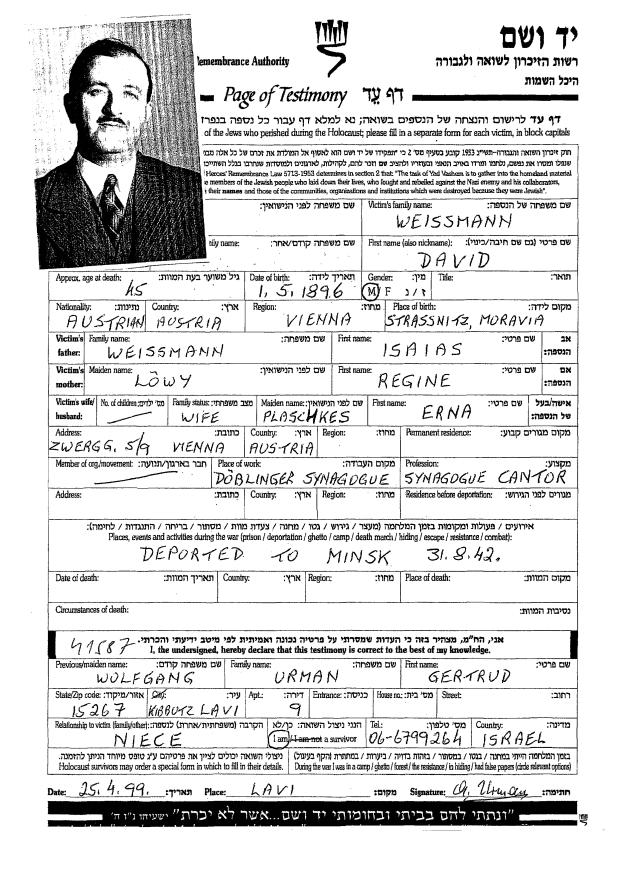 יד ושם
רשות הזיכרון לשואה ולגבורה
היכל השמות
Remembrance Authority
Page of Testimony דף עֵד
דף עד לרישום והנצחה של הנספים בשואה; נא למלא דף עבור כל נספה בנפרד
of the Jews who perished during the Holocaust; please fill in a separate form for each victim, in block capitals
Heroes' Remembrance Law 5713-1953 determines in section 2 that: "The task of Yad Vashem is to gather into the homeland material
members of the Jewish people who laid down their lives, who fought and rebelled against the Nazi enemy and his collaborators,
their names and those of the communities, organizations and institutions which were destroyed because they were Jewish".
שם משפחה לפני הנישואין: Victim's family name: שם משפחה של הנספה:
WEISSMANN
family name: שם משפחה קודם/אחר: First name (also nickname): שם פרטי (גם שם חיבה/כינוי):
DAVID
Approx. age at death: גיל משוער בעת המוות: Date of birth: תאריך לידה: Gender: מין: Title: תואר:
45 1.5.1896 M F ז / נ
Nationality: נתינות: Country: ארץ: Region: מחוז: Place of birth: מקום לידה:
AUSTRIAN AUSTRIA VIENNA STRASSNITZ, MORAVIA
Victim's father: Family name: שם משפחה: First name: שם פרטי: אב הנספה:
WEISSMANN ISAIAS
Victim's mother: Maiden name: שם לפני הנישואין: First name: שם פרטי: אם הנספה:
LÖWY REGINE
Victim's wife/husband: No. of children: מס' ילדים: Family status: מצב משפחתי: Maiden name: שם לפני הנישואין: First name: שם פרטי: אישה/בעל של הנספה:
WIFE PLASCHKES ERNA
Address: כתובת: Country: ארץ: Region: מחוז: Permanent residence: מקום מגורים קבוע:
ZWERGG. 5/9 VIENNA AUSTRIA
Member of org./movement: חבר בארגון/תנועה: Place of work: מקום העבודה: Profession: מקצוע:
DÖBLINGER SYNAGOGUE SYNAGOGUE CANTOR
Address: כתובת: Country: ארץ: Region: מחוז: Residence before deportation: מגורים לפני הגירוש:
אירועים / פעולות ומקומות בזמן המלחמה (מעצר / גירוש / גטו / מחנה / צעדת מוות / מסתור / בריחה / התנגדות / לחימה):
Places, events and activities during the war (prison / deportation / ghetto / camp / death march / hiding / escape / resistance / combat):
DEPORTED TO MINSK 31.8.42.
Date of death: תאריך המוות: Country: ארץ: Region: מחוז: Place of death: מקום המוות:
Circumstances of death: נסיבות המוות:
אני, הח"מ, מצהיר בזה כי העדות שמסרתי על פרטיה נכונה ואמיתית לפי מיטב ידיעתי והכרתי.
41587 I, the undersigned, hereby declare that this testimony is correct to the best of my knowledge.
Previous/maiden name: שם משפחה קודם: Family name: שם משפחה: First name: שם פרטי:
WOLFGANG URMAN GERTRUD
State/Zip code: אזור/מיקוד: City: עיר: Apt.: דירה: Entrance: כניסה: House no.: מס' בית: Street: רחוב:
15267 KIBBUTZ LAVI 9
Relationship to victim (family/other): הקרבה (משפחתית/אחרת) לנספה: I am / I am not a survivor הנני ניצול השואה: כן/לא Tel.: מס' טלפון: Country: מדינה:
NIECE 06-6799264 ISRAEL
ניצולי השואה יכולים לציין את פרטיהם ע"ג טופס מיוחד הניתן להזמנה.
Holocaust survivors may order a special form in which to fill in their details.
בזמן המלחמה הייתי במחנה / בגטו / במסתור / בזהות בדויה / ביערות / במחתרת (הקף בעיגול)
During the war I was in a camp / ghetto / forest / the resistance / in hiding / had false papers (circle relevant options)
Date: 25.4.99. תאריך: Place: LAVI מקום: Signature: G. Urman חתימה:
"ונתתי להם בביתי ובחומותי יד ושם...אשר לא יכרת" ישעיהו נ"ו ה'